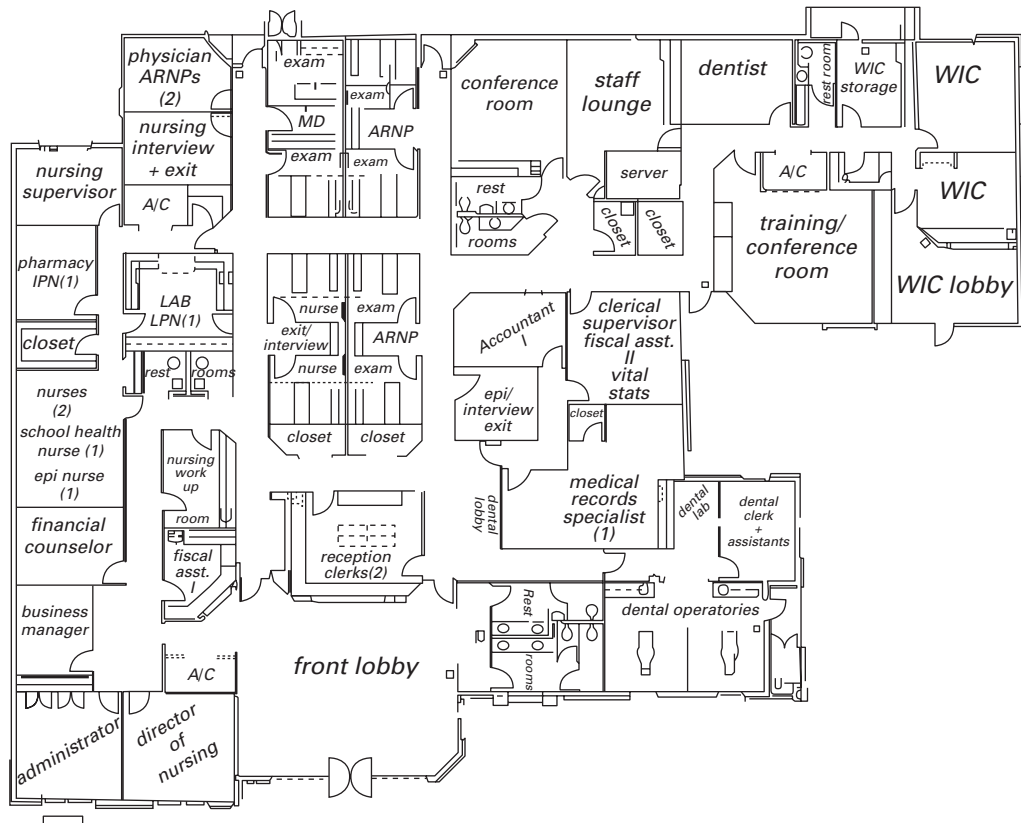 physician
ARNPs
(2)
exam
exam
conference
room
staff
lounge
dentist
rest room
WIC
storage
WIC
nursing
interview
+ exit
MD
ARNP
exam
exam
nursing
supervisor
A/C
rest
rooms
server
A/C
WIC
closet
closet
training/
conference
room
pharmacy
IPN(1)
LAB
LPN(1)
WIC lobby
nurse
exam
exit/
interview
ARNP
nurse
exam
Accountant
I
clerical
supervisor
fiscal asst.
II
vital
stats
closet
rest
rooms
nurses
(2)
school health
nurse (1)
epi nurse
(1)
epi/
interview
exit
closet
closet
closet
nursing
work
up
room
dental
lobby
medical
records
specialist
(1)
dental
lab
dental
clerk
+
assistants
financial
counselor
fiscal
asst.
I
reception
clerks(2)
business
manager
Rest
rooms
dental operatories
A/C
front lobby
administrator
director
of
nursing